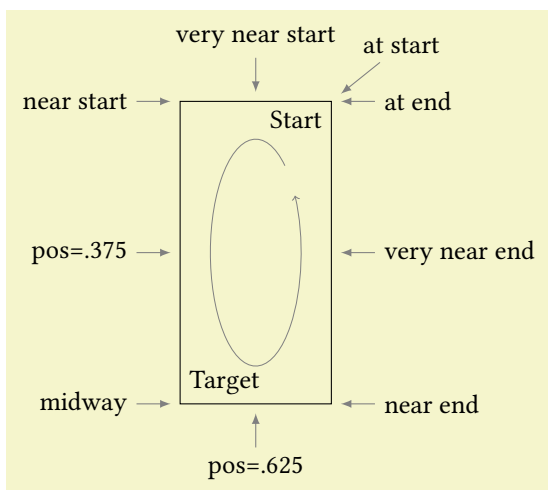 very near start
at start
near start
at end
Start
pos=.375
very near end
Target
midway
near end
pos=.625